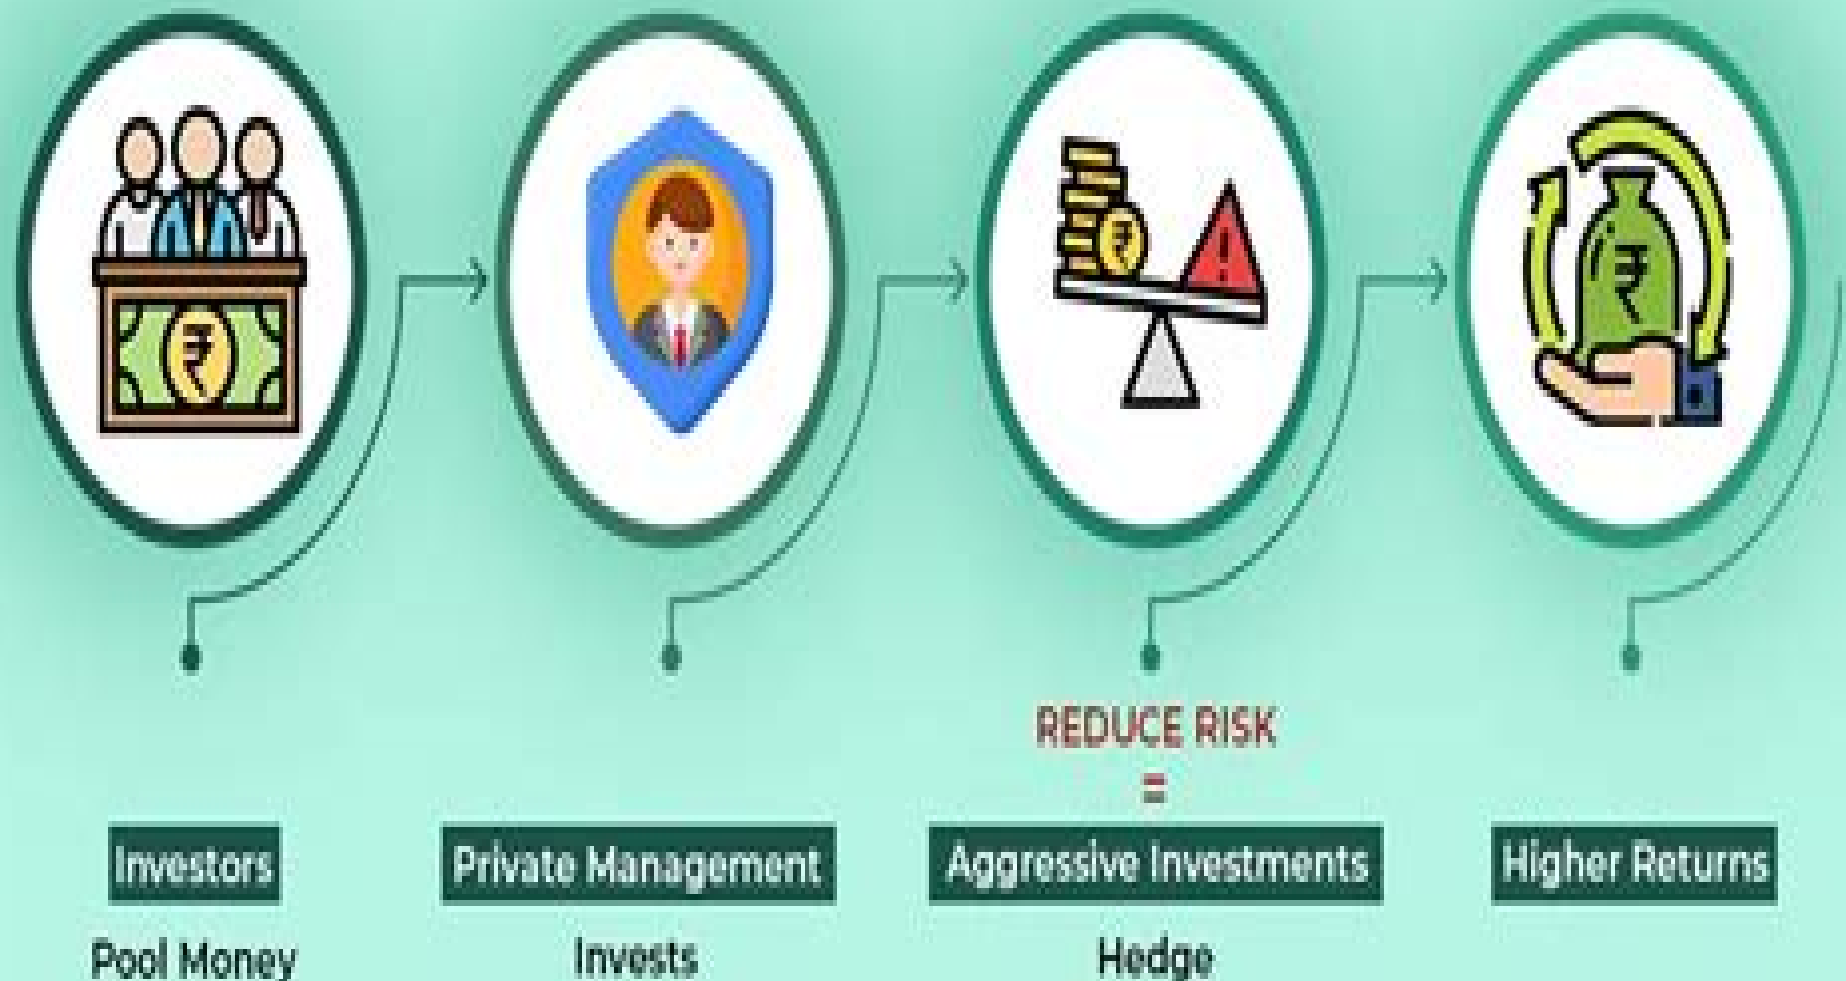 ₹
₹
₹
REDUCE RISK
=
Investors
Private Management
Aggressive Investments
Higher Returns
Pool Money
Invests
Hedge